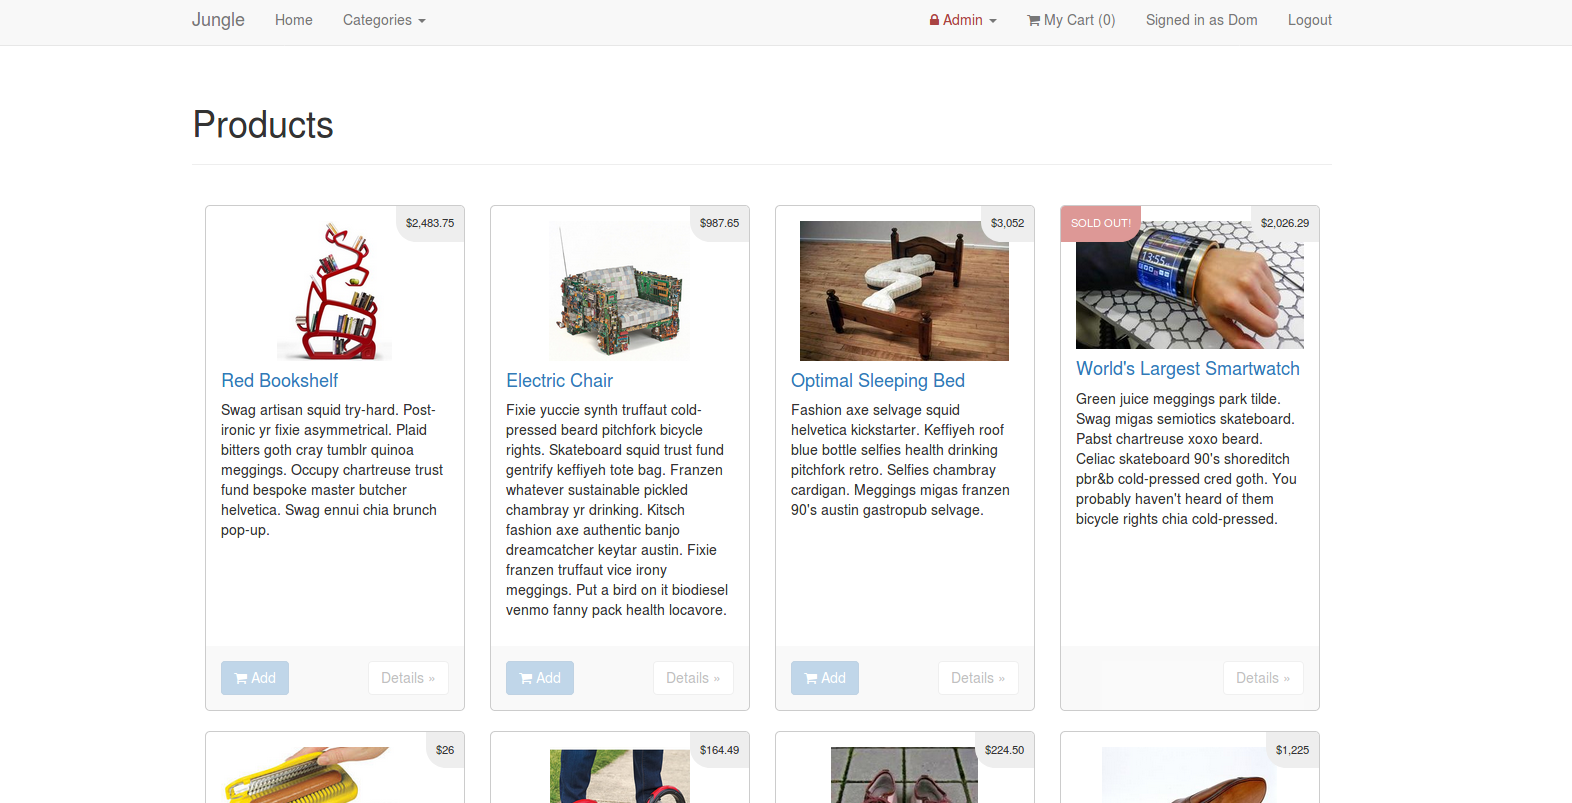 Jungle Home Categories Admin My Cart (0) Signed in as Dom Logout
Products
$2,483.75
Red Bookshelf
Swag artisan squid try-hard. Post-
ironic yr fixie asymmetrical. Plaid
bitters goth cray tumblr quinoa
meggings. Occupy chartreuse trust
fund bespoke master butcher
helvetica. Swag ennui chia brunch
pop-up.
Add Details »
$987.65
Electric Chair
Fixie yuccie synth truffaut cold-
pressed beard pitchfork bicycle
rights. Skateboard squid trust fund
gentrify keffiyeh tote bag. Franzen
whatever sustainable pickled
chambray yr drinking. Kitsch
fashion axe authentic banjo
dreamcatcher keytar austin. Fixie
franzen truffaut vice irony
meggings. Put a bird on it biodiesel
venmo fanny pack health locavore.
Add Details »
$3,052
Optimal Sleeping Bed
Fashion axe selvage squid
helvetica kickstarter. Keffiyeh roof
blue bottle selfies health drinking
pitchfork retro. Selfies chambray
cardigan. Meggings migas franzen
90's austin gastropub selvage.
Add Details »
SOLD OUT! $2,026.29
13:55
World's Largest Smartwatch
Green juice meggings park tilde.
Swag migas semiotics skateboard.
Pabst chartreuse xoxo beard.
Celiac skateboard 90's shoreditch
pbr&b cold-pressed cred goth. You
probably haven't heard of them
bicycle rights chia cold-pressed.
Details »
$26
$164.49
$224.50
$1,225